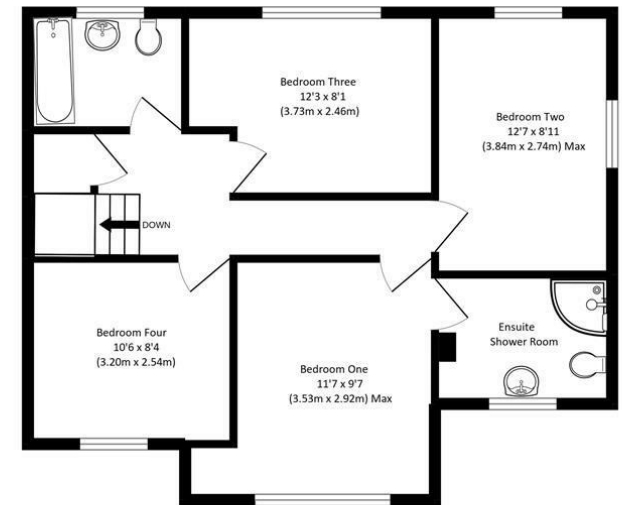 Bedroom Three
12'3 x 8'1
(3.73m x 2.46m)
Bedroom Two
12'7 x 8'11
(3.84m x 2.74m) Max
DOWN
Bedroom Four
10'6 x 8'4
(3.20m x 2.54m)
Bedroom One
11'7 x 9'7
(3.53m x 2.92m) Max
Ensuite
Shower Room